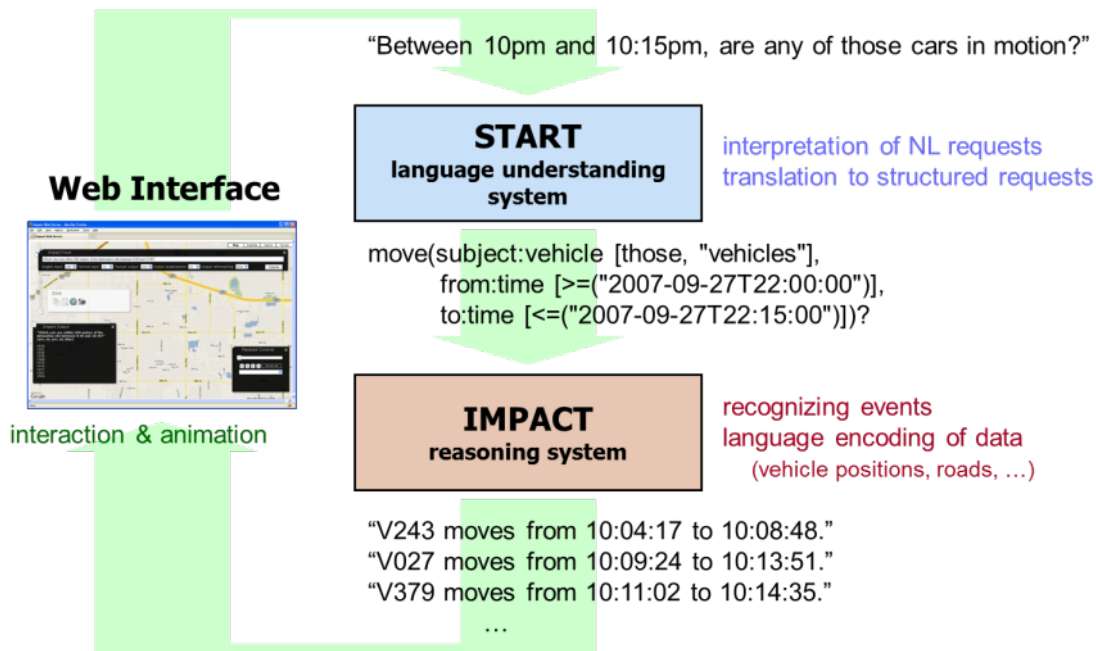 “Between 10pm and 10:15pm, are any of those cars in motion?”
START
language understanding
system
interpretation of NL requests
translation to structured requests
Web Interface
move(subject:vehicle [those, "vehicles"],
from:time [>=("2007-09-27T22:00:00")],
to:time [<=("2007-09-27T22:15:00")])?
interaction & animation
IMPACT
reasoning system
recognizing events
language encoding of data
(vehicle positions, roads, …)
“V243 moves from 10:04:17 to 10:08:48.”
“V027 moves from 10:09:24 to 10:13:51.”
“V379 moves from 10:11:02 to 10:14:35.”
…